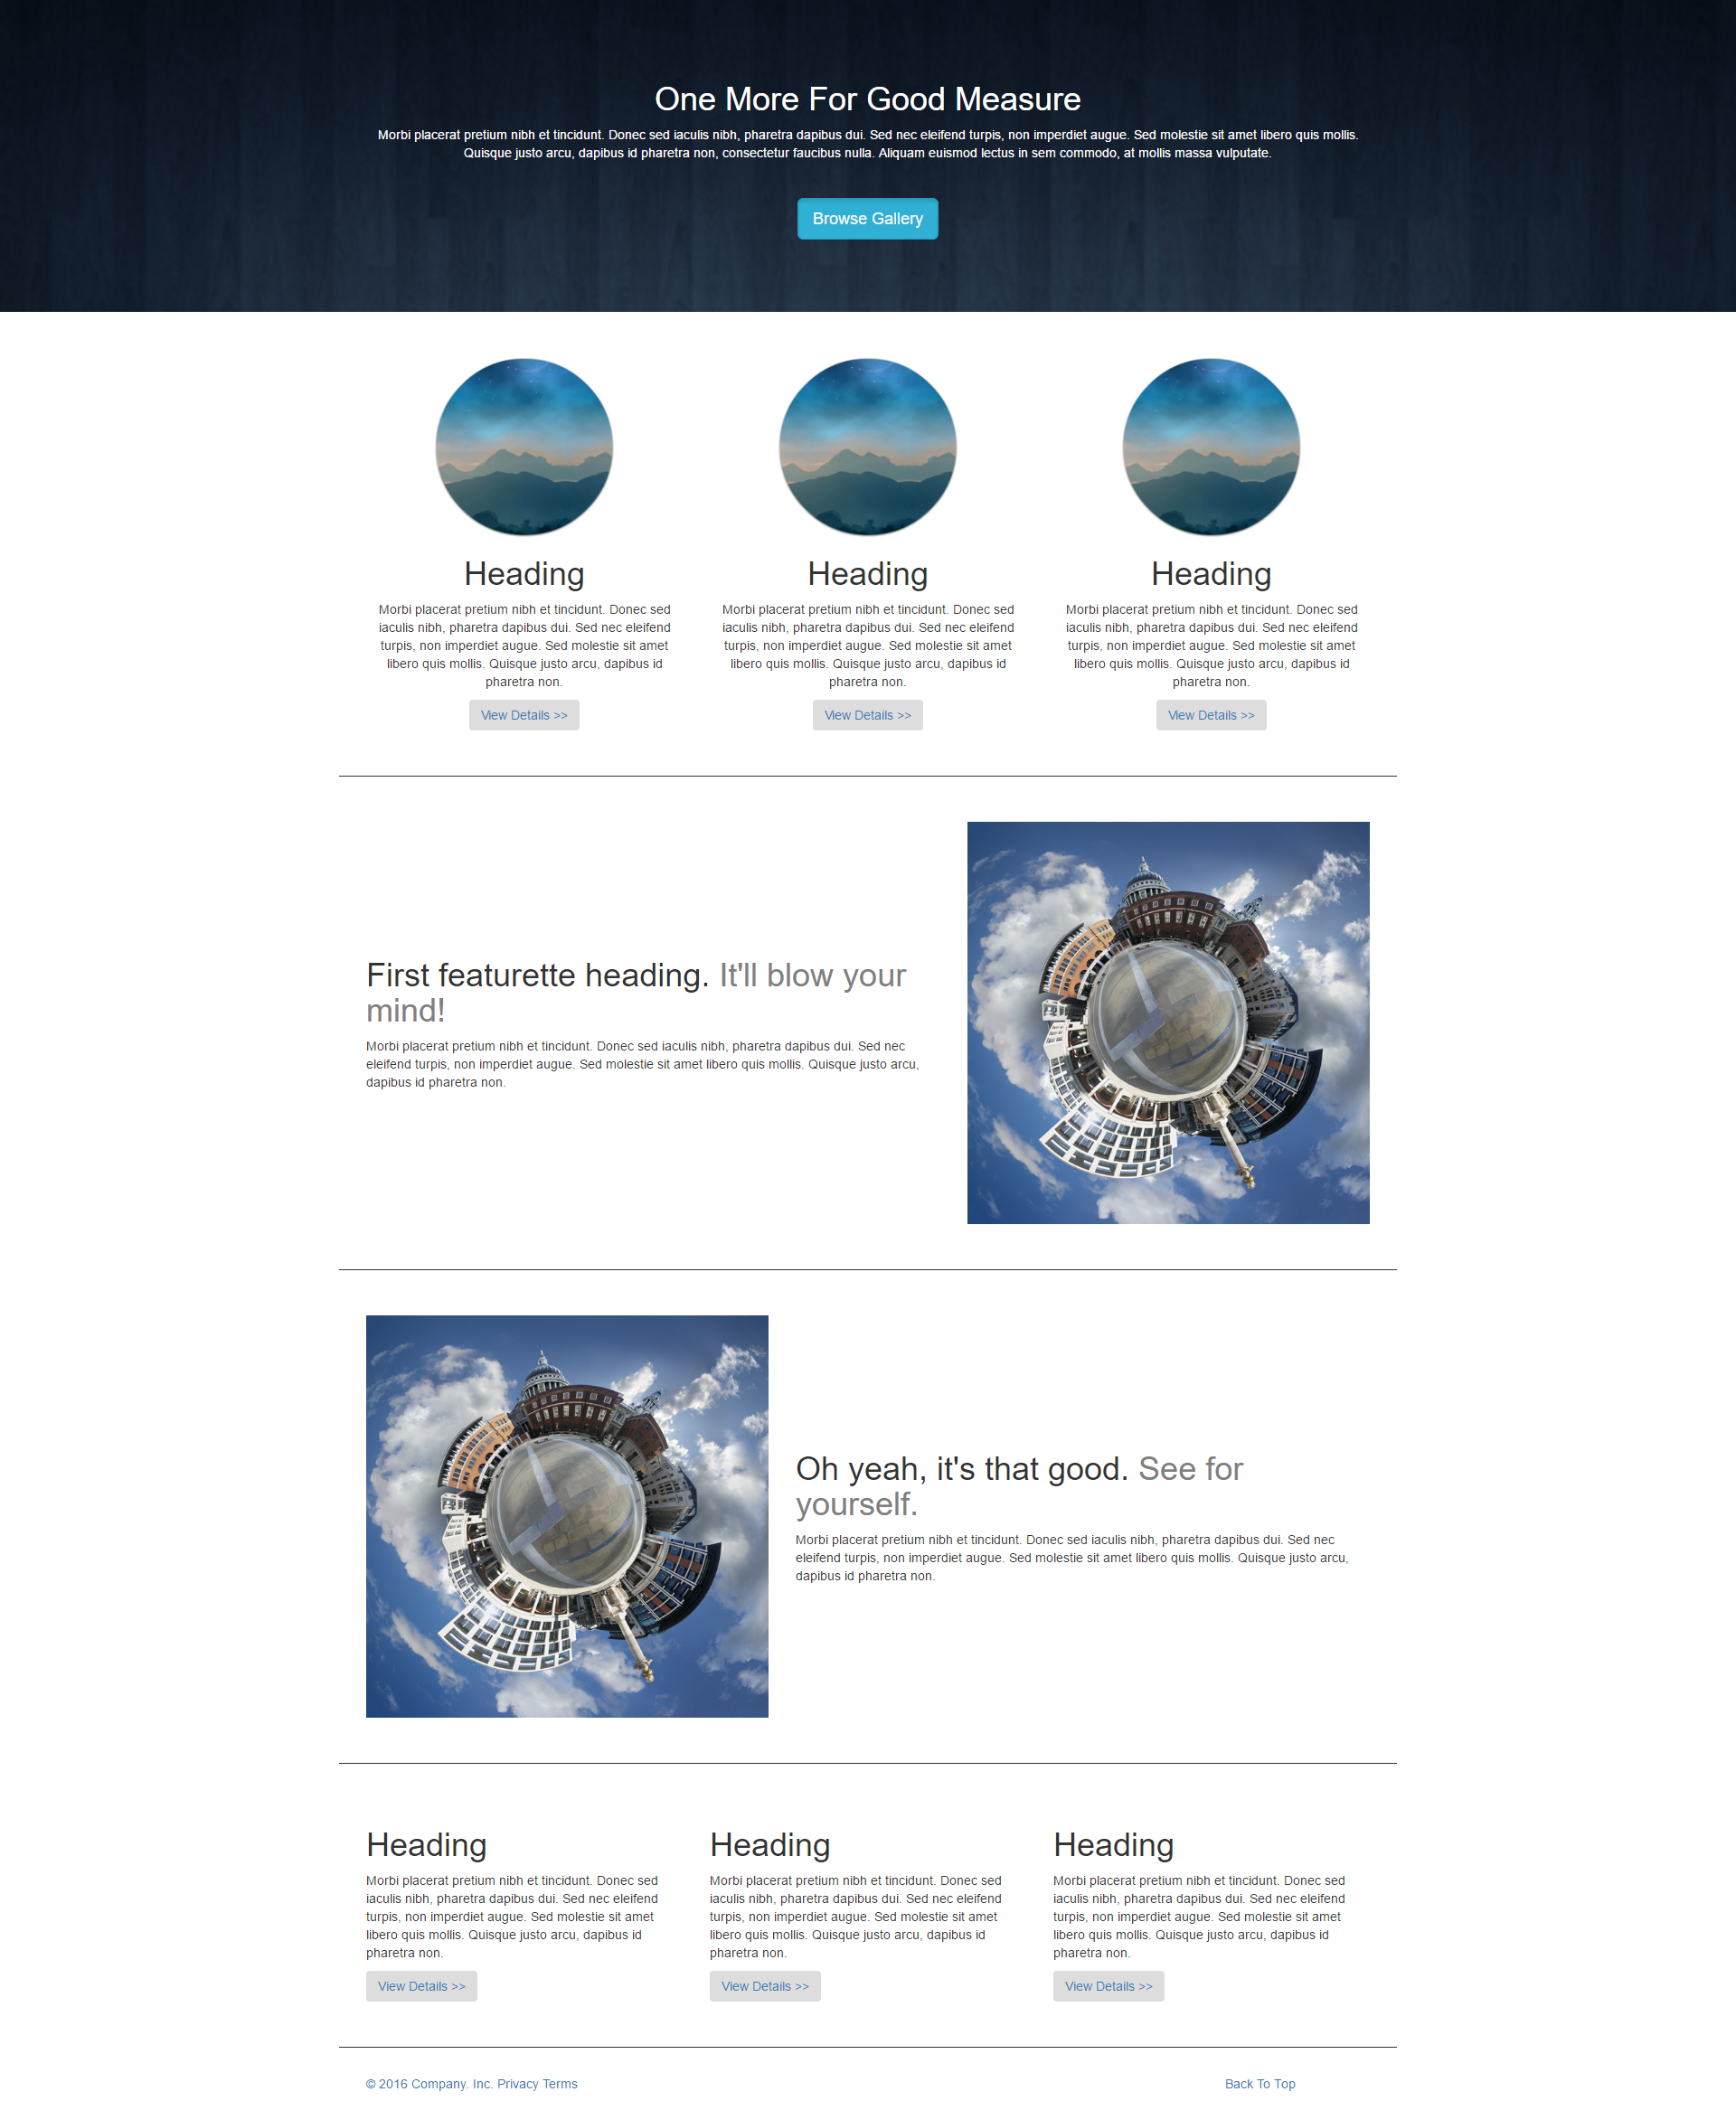 One More For Good Measure
Morbi placerat pretium nibh et tincidunt. Donec sed iaculis nibh, pharetra dapibus dui. Sed nec eleifend turpis, non imperdiet augue. Sed molestie sit amet libero quis mollis.
Quisque justo arcu, dapibus id pharetra non, consectetur faucibus nulla. Aliquam euismod lectus in sem commodo, at mollis massa vulputate.
Browse Gallery
Heading
Morbi placerat pretium nibh et tincidunt. Donec sed
iaculis nibh, pharetra dapibus dui. Sed nec eleifend
turpis, non imperdiet augue. Sed molestie sit amet
libero quis mollis. Quisque justo arcu, dapibus id
pharetra non.
View Details >>
Heading
Morbi placerat pretium nibh et tincidunt. Donec sed
iaculis nibh, pharetra dapibus dui. Sed nec eleifend
turpis, non imperdiet augue. Sed molestie sit amet
libero quis mollis. Quisque justo arcu, dapibus id
pharetra non.
View Details >>
Heading
Morbi placerat pretium nibh et tincidunt. Donec sed
iaculis nibh, pharetra dapibus dui. Sed nec eleifend
turpis, non imperdiet augue. Sed molestie sit amet
libero quis mollis. Quisque justo arcu, dapibus id
pharetra non.
View Details >>
First featurette heading. It'll blow your
mind!
Morbi placerat pretium nibh et tincidunt. Donec sed iaculis nibh, pharetra dapibus dui. Sed nec
eleifend turpis, non imperdiet augue. Sed molestie sit amet libero quis mollis. Quisque justo arcu,
dapibus id pharetra non.
Oh yeah, it's that good. See for
yourself.
Morbi placerat pretium nibh et tincidunt. Donec sed iaculis nibh, pharetra dapibus dui. Sed nec
eleifend turpis, non imperdiet augue. Sed molestie sit amet libero quis mollis. Quisque justo arcu,
dapibus id pharetra non.
Heading
Morbi placerat pretium nibh et tincidunt. Donec sed
iaculis nibh, pharetra dapibus dui. Sed nec eleifend
turpis, non imperdiet augue. Sed molestie sit amet
libero quis mollis. Quisque justo arcu, dapibus id
pharetra non.
View Details >>
Heading
Morbi placerat pretium nibh et tincidunt. Donec sed
iaculis nibh, pharetra dapibus dui. Sed nec eleifend
turpis, non imperdiet augue. Sed molestie sit amet
libero quis mollis. Quisque justo arcu, dapibus id
pharetra non.
View Details >>
Heading
Morbi placerat pretium nibh et tincidunt. Donec sed
iaculis nibh, pharetra dapibus dui. Sed nec eleifend
turpis, non imperdiet augue. Sed molestie sit amet
libero quis mollis. Quisque justo arcu, dapibus id
pharetra non.
View Details >>
© 2016 Company. Inc. Privacy Terms
Back To Top